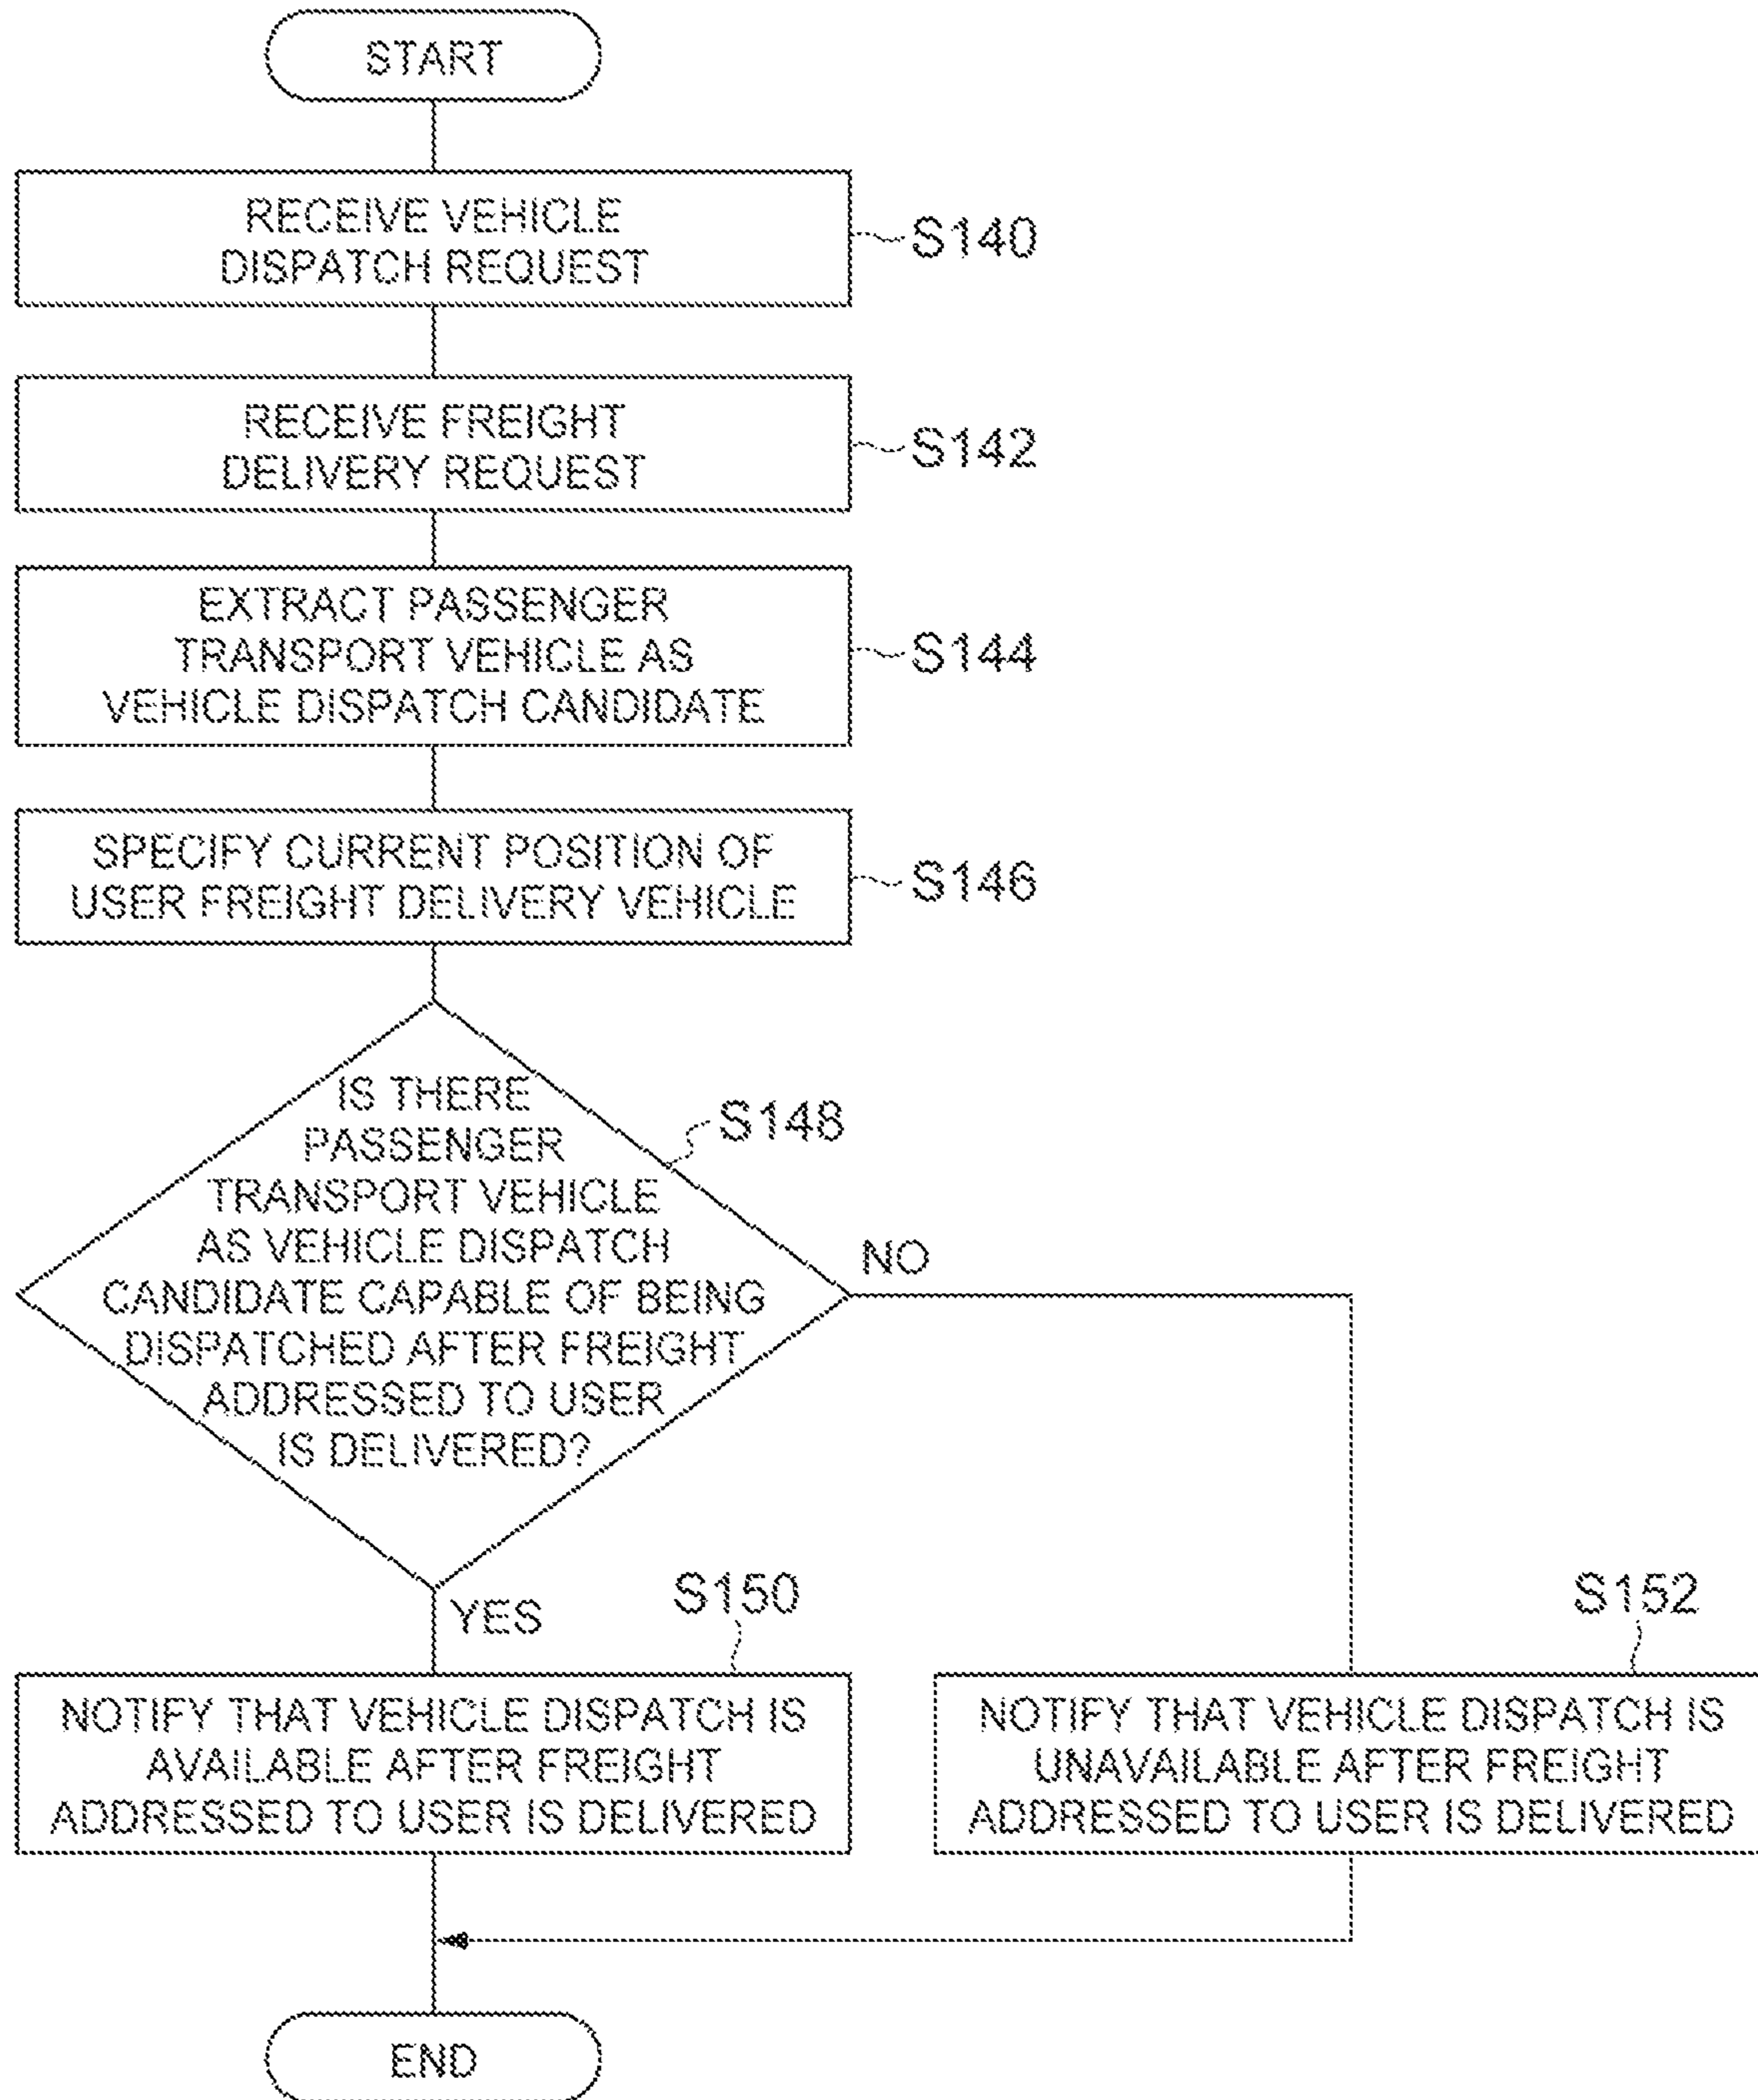 START
RECEIVE VEHICLE
DISPATCH REQUEST
S140
RECEIVE FREIGHT
DELIVERY REQUEST
S142
EXTRACT PASSENGER
TRANSPORT VEHICLE AS
VEHICLE DISPATCH CANDIDATE
S144
SPECIFY CURRENT POSITION OF
USER FREIGHT DELIVERY VEHICLE
S146
IS THERE
PASSENGER
TRANSPORT VEHICLE
AS VEHICLE DISPATCH
CANDIDATE CAPABLE OF BEING
DISPATCHED AFTER FREIGHT
ADDRESSED TO USER
IS DELIVERED?
S148
NO
YES
S150
NOTIFY THAT VEHICLE DISPATCH IS
AVAILABLE AFTER FREIGHT
ADDRESSED TO USER IS DELIVERED
S152
NOTIFY THAT VEHICLE DISPATCH IS
UNAVAILABLE AFTER FREIGHT
ADDRESSED TO USER IS DELIVERED
END